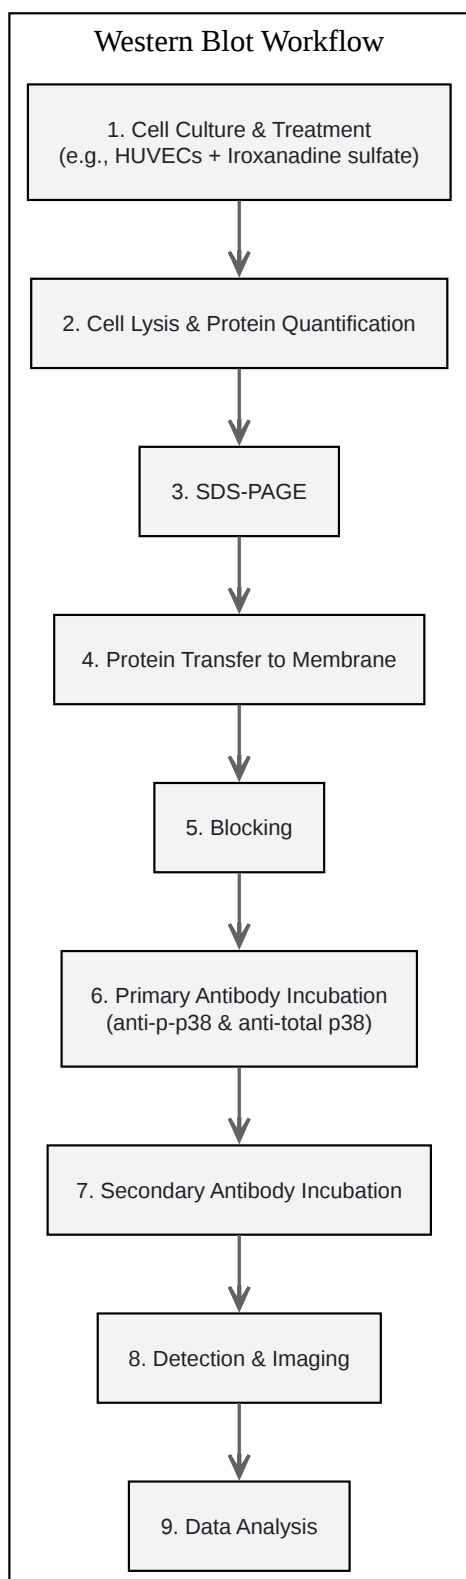 Western Blot Workflow
1. Cell Culture & Treatment
(e.g., HUVECs + Iroxanadine sulfate)
2. Cell Lysis & Protein Quantification
3. SDS-PAGE
4. Protein Transfer to Membrane
5. Blocking
6. Primary Antibody Incubation
(anti-p-p38 & anti-total p38)
7. Secondary Antibody Incubation
8. Detection & Imaging
9. Data Analysis